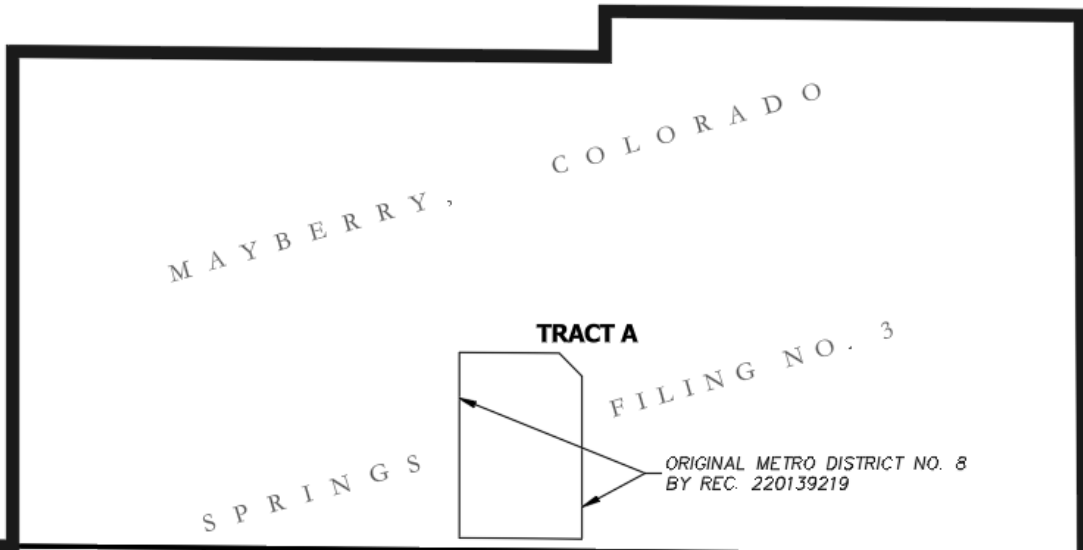 MAYBERRY, COLORADO
SPRINGS FILING NO. 3
TRACT A
ORIGINAL METRO DISTRICT NO. 8
BY REC. 220139219